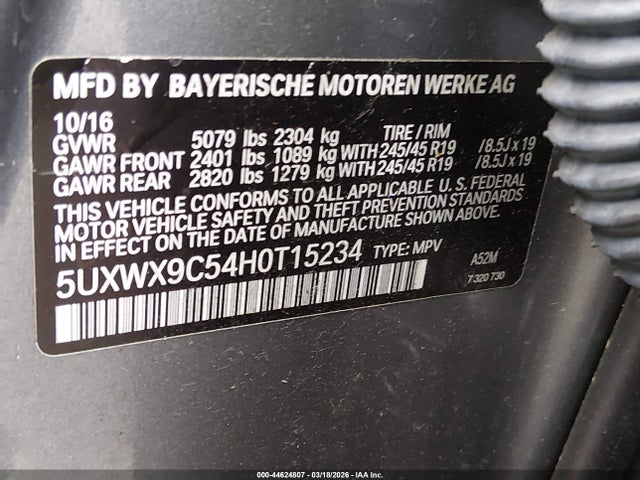 MFD BY BAYERISCHE MOTOREN WERKE AG
10/16
GVWR 5079 lbs 2304 kg TIRE / RIM
GAWR FRONT 2401 lbs 1089 kg WITH 245/45 R19 /8.5J x 19
GAWR REAR 2820 lbs 1279 kg WITH 245/45 R19 /8.5J x 19
THIS VEHICLE CONFORMS TO ALL APPLICABLE U. S. FEDERAL
MOTOR VEHICLE SAFETY AND THEFT PREVENTION STANDARDS
IN EFFECT ON THE DATE OF MANUFACTURE SHOWN ABOVE.
5UXWX9C54H0T15234 TYPE: MPV A52M
7 320 730
000-44624807 | 03/18/2026 | IAA Inc.